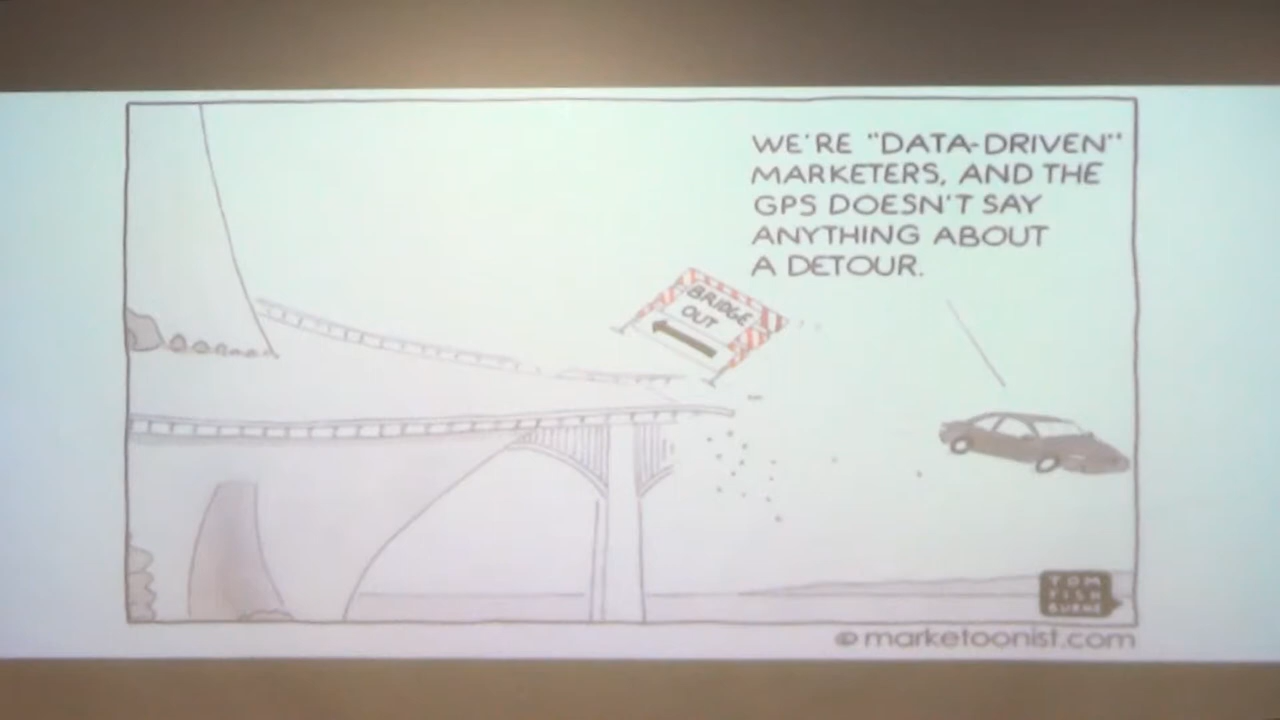 WE'RE "DATA-DRIVEN"
MARKETERS, AND THE
GPS DOESN'T SAY
ANYTHING ABOUT
A DETOUR.
BRIDGE
OUT
TOM
FISH
BURNE
© marketoonist.com